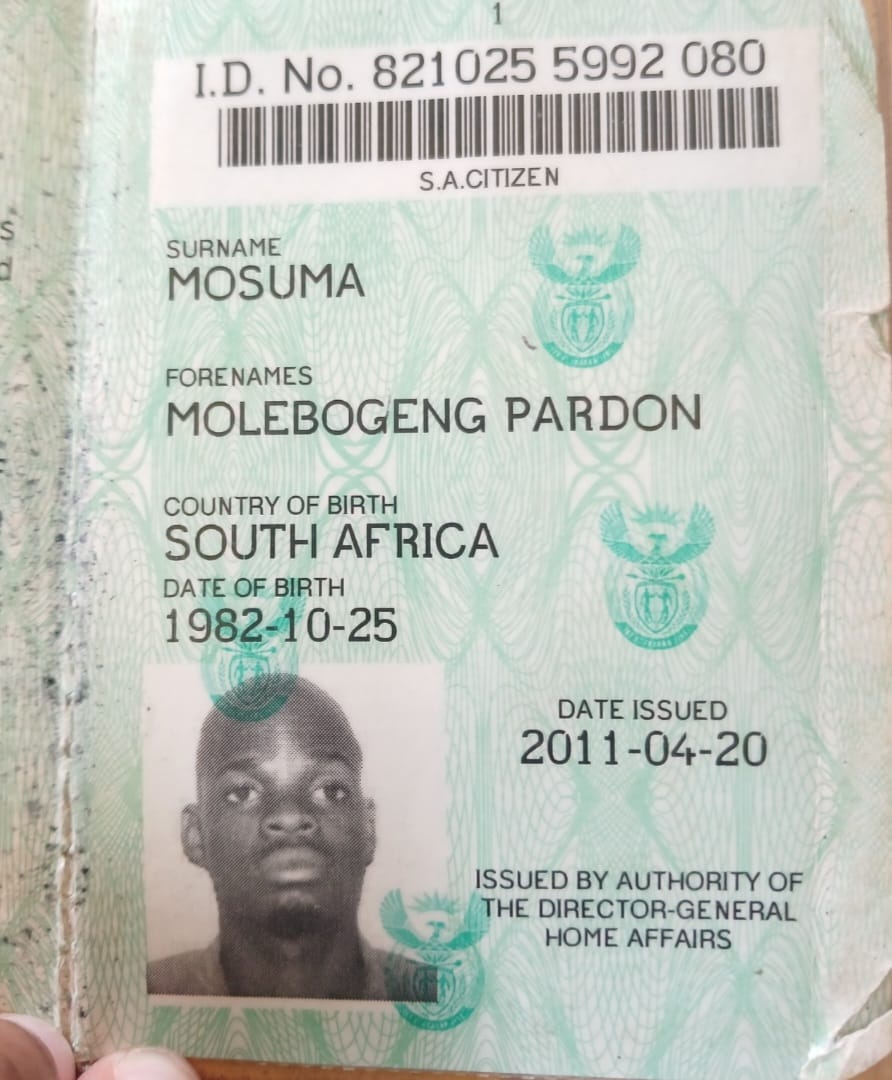 1
I.D. No. 821025 5992 080
S.A.CITIZEN
SURNAME
MOSUMA
FORENAMES
MOLEBOGENG PARDON
COUNTRY OF BIRTH
SOUTH AFRICA
DATE OF BIRTH
1982-10-25
DATE ISSUED
2011-04-20
ISSUED BY AUTHORITY OF
THE DIRECTOR-GENERAL
HOME AFFAIRS